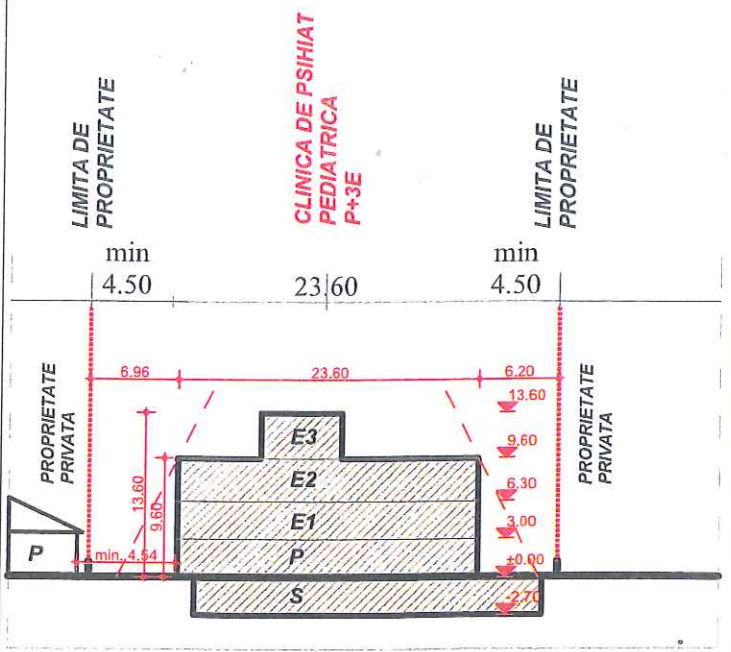 LIMITA DE
PROPRIETATE
CLINICA DE PSIHIAT
PEDIATRICA
P+3E
LIMITA DE
PROPRIETATE
min
4.50
23.60
min
4.50
PROPRIETATE
PRIVATA
6.96
23.60
6.20
PROPRIETATE
PRIVATA
13.60
9.60
6.30
3.00
±0.00
-2.70
13.60
9.60
E3
E2
E1
P
S
P
min. 4.54